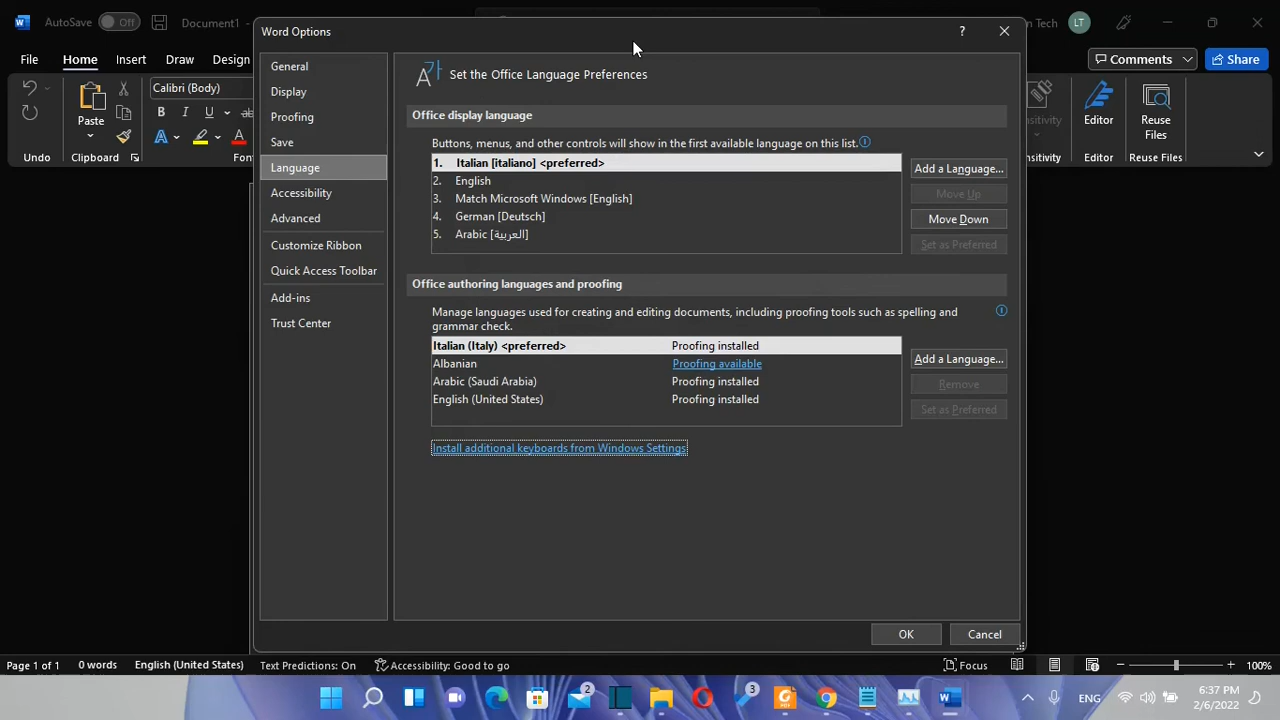 AutoSave Off Document1 n Tech LT
Word Options
File Home Insert Draw Design Comments Share
General
Display
Proofing
Save
Language
Accessibility
Advanced
Customize Ribbon
Quick Access Toolbar
Add-ins
Trust Center
Set the Office Language Preferences
Office display language
Buttons, menus, and other controls will show in the first available language on this list.
1. Italian [italiano] <preferred>
2. English
3. Match Microsoft Windows [English]
4. German [Deutsch]
5. Arabic [العربية]
Add a Language...
Move Up
Move Down
Set as Preferred
Office authoring languages and proofing
Manage languages used for creating and editing documents, including proofing tools such as spelling and
grammar check.
Italian (Italy) <preferred> Proofing installed
Albanian Proofing available
Arabic (Saudi Arabia) Proofing installed
English (United States) Proofing installed
Add a Language...
Remove
Set as Preferred
Install additional keyboards from Windows Settings
OK Cancel
Calibri (Body)
Paste
B I U
Undo Clipboard Fon
nsitivity
Editor
Reuse
Files
nsitivity Editor Reuse Files
Page 1 of 1 0 words English (United States) Text Predictions: On Accessibility: Good to go Focus 100%
2 3 ENG 6:37 PM
2/6/2022